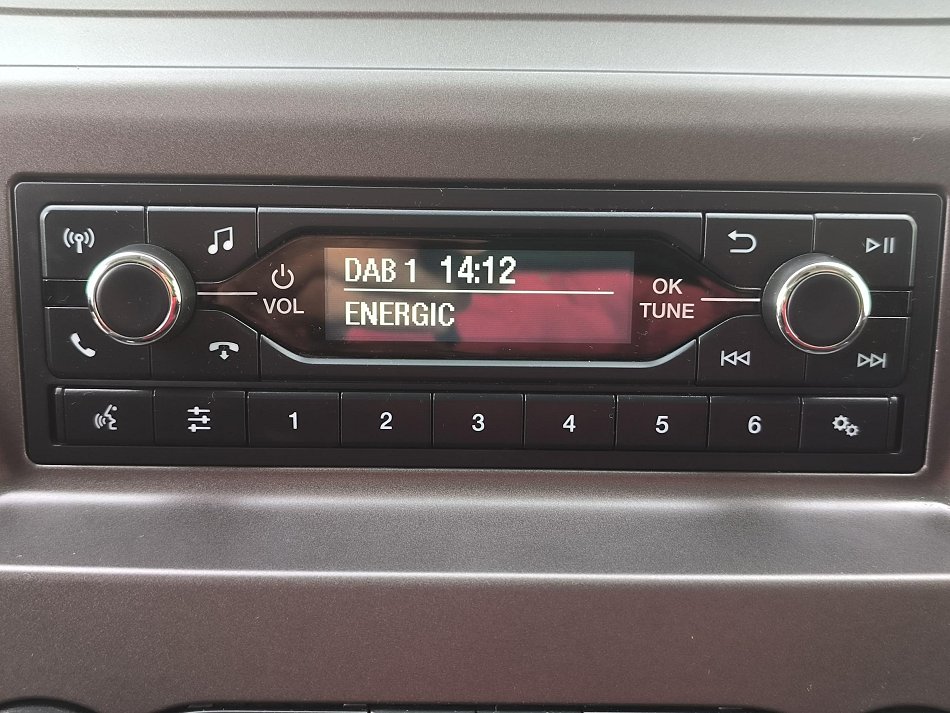 DAB 1 14:12
ENERGIC
VOL
OK
TUNE
1 2 3 4 5 6